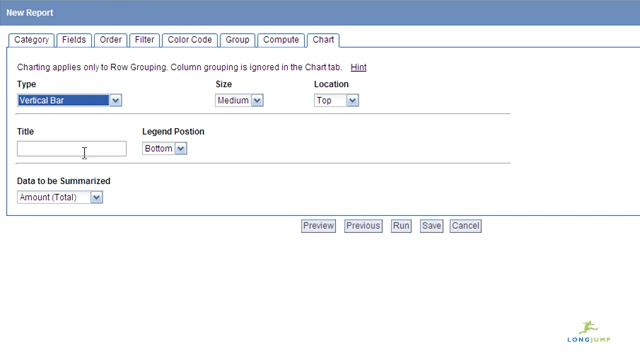 New Report
Category Fields Order Filter Color Code Group Compute Chart
Charting applies only to Row Grouping. Column grouping is ignored in the Chart tab. Hint
Type Size Location
Vertical Bar Medium Top
Title Legend Postion
Bottom
Data to be Summarized
Amount (Total)
Preview Previous Run Save Cancel
LONGJUMP